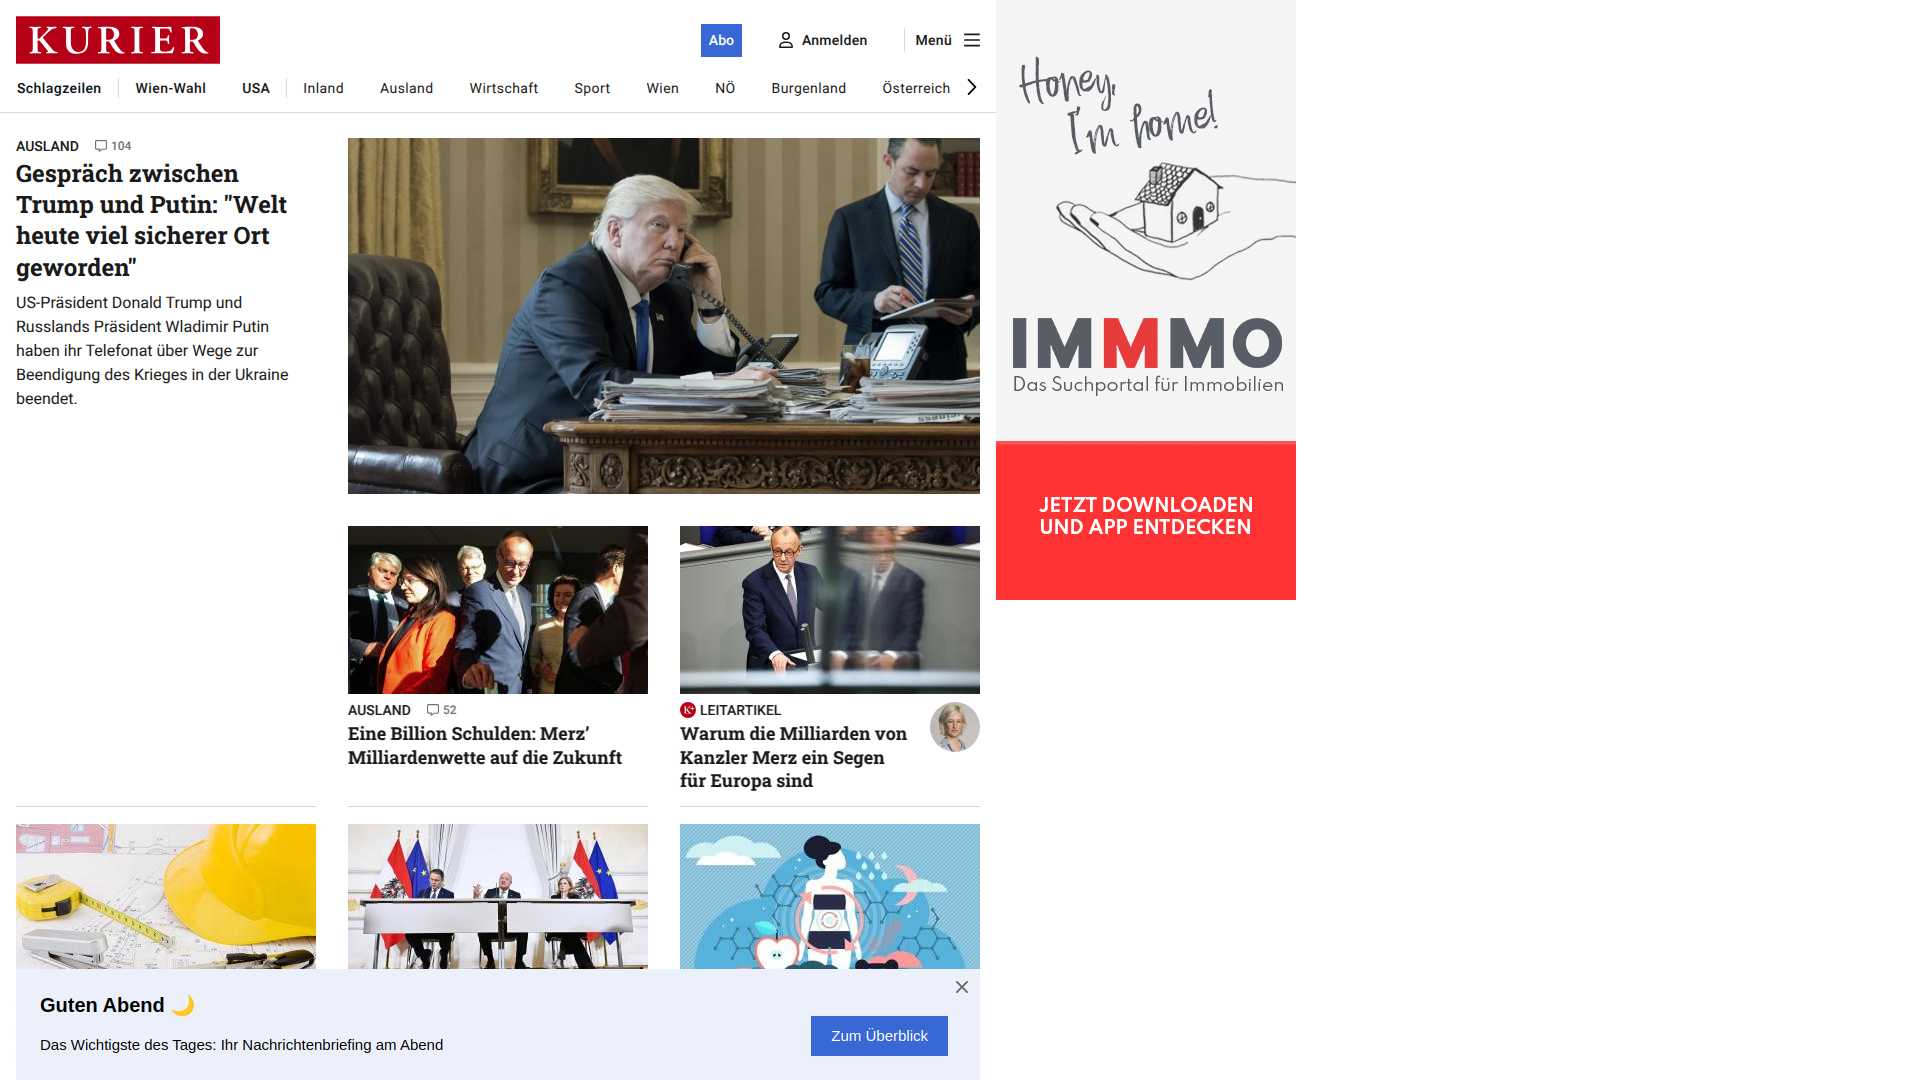 KURIER
Abo
Anmelden
Menü
Schlagzeilen
Wien-Wahl
USA
Inland
Ausland
Wirtschaft
Sport
Wien
NÖ
Burgenland
Österreich
AUSLAND 104
Gespräch zwischen
Trump und Putin: "Welt
heute viel sicherer Ort
geworden"
US-Präsident Donald Trump und
Russlands Präsident Wladimir Putin
haben ihr Telefonat über Wege zur
Beendigung des Krieges in der Ukraine
beendet.
AUSLAND 52
Eine Billion Schulden: Merz’
Milliardenwette auf die Zukunft
K+ LEITARTIKEL
Warum die Milliarden von
Kanzler Merz ein Segen
für Europa sind
Guten Abend 🌙
Das Wichtigste des Tages: Ihr Nachrichtenbriefing am Abend
Zum Überblick
Honey,
I'm home!
IMMMO
Das Suchportal für Immobilien
JETZT DOWNLOADEN
UND APP ENTDECKEN